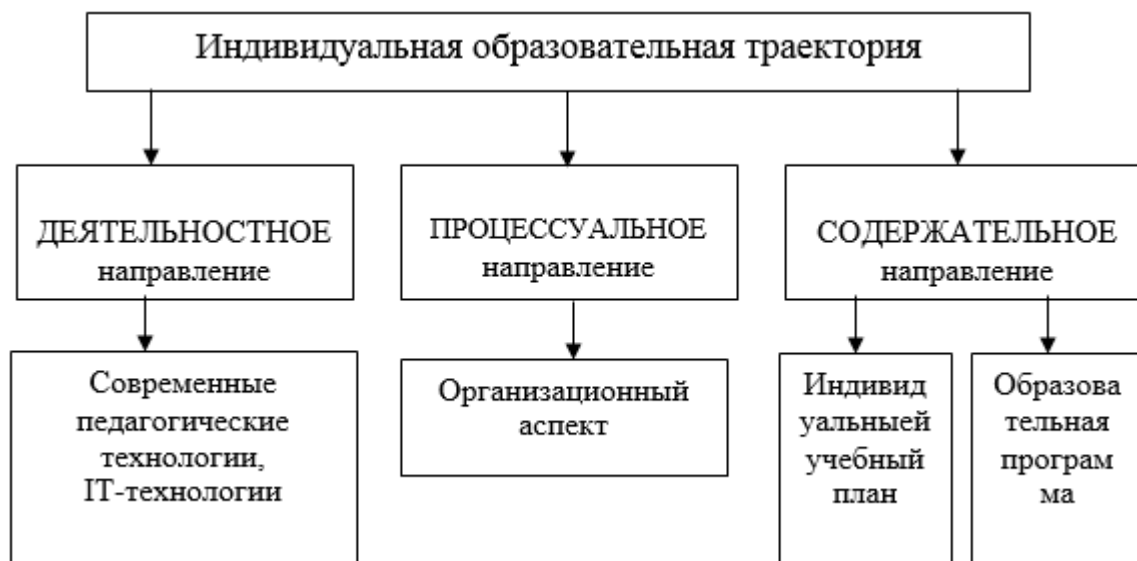 Индивидуальная образовательная траектория
ДЕЯТЕЛЬНОСТНОЕ
направление
ПРОЦЕССУАЛЬНОЕ
направление
СОДЕРЖАТЕЛЬНОЕ
направление
Современные
педагогические
технологии,
IT-технологии
Организационный
аспект
Индивид
уальныей
учебный
план
Образова
тельная
програм
ма